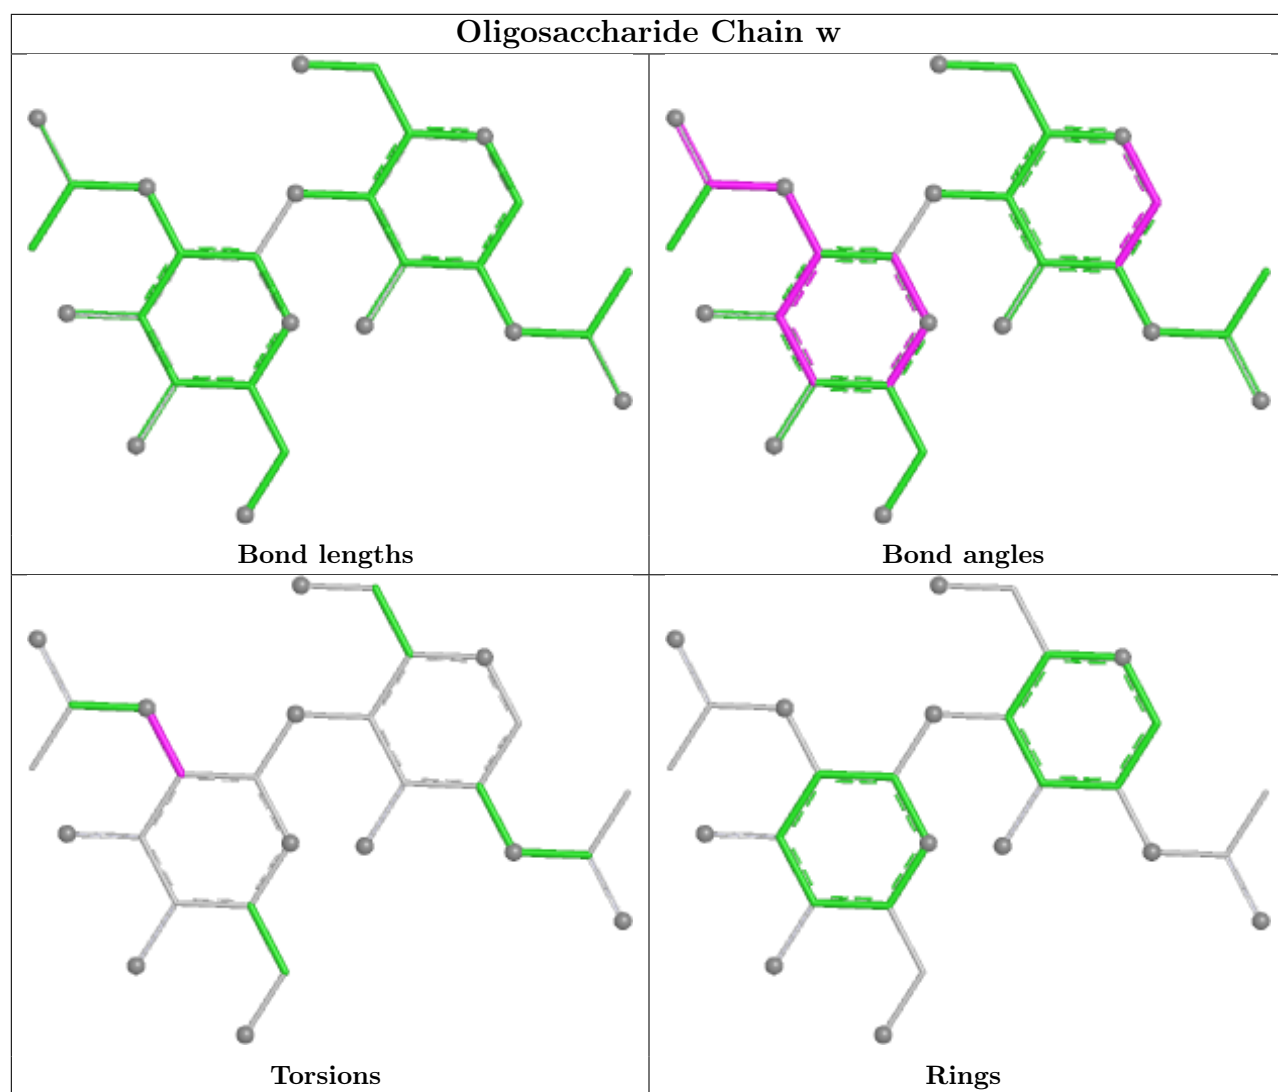 Oligosaccharide Chain w
Bond lengths
Bond angles
Torsions
Rings